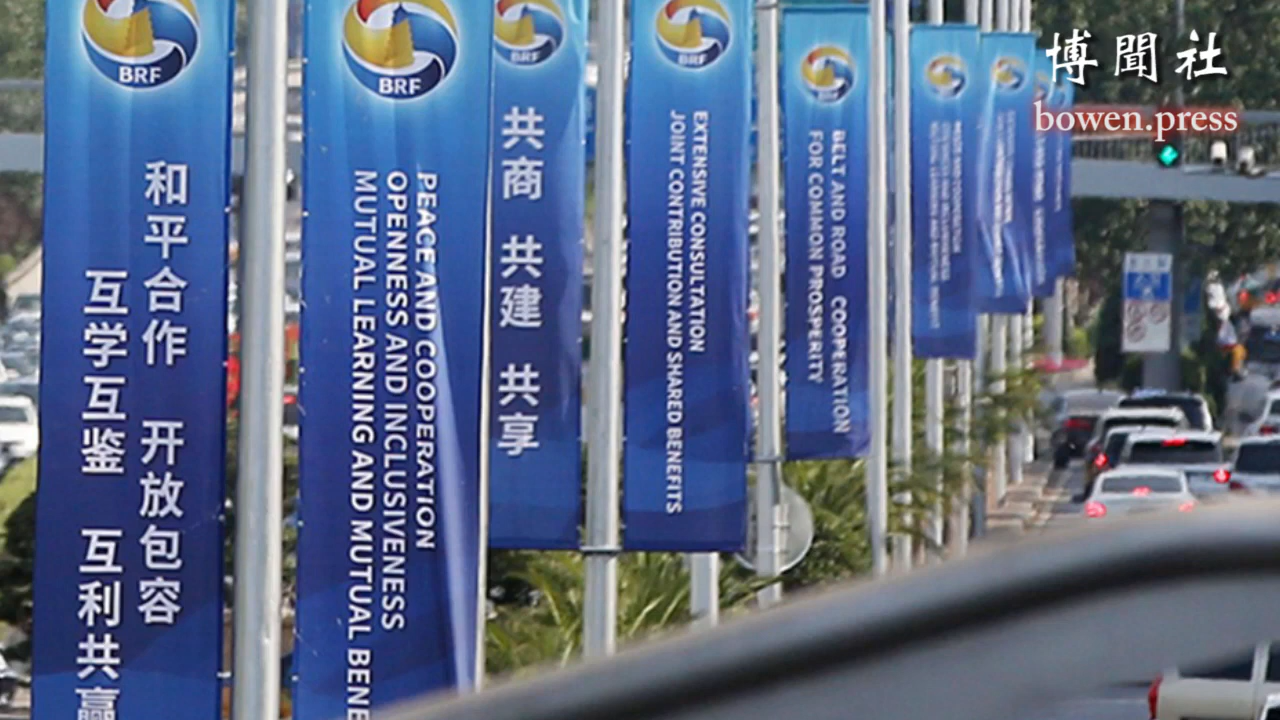 BRF
和平合作 开放包容
互学互鉴 互利共赢
BRF
PEACE AND COOPERATION
OPENNESS AND INCLUSIVENESS
MUTUAL LEARNING AND MUTUAL BENE
BRF
共商 共建 共享
BRF
EXTENSIVE CONSULTATION
JOINT CONTRIBUTION AND SHARED BENEFITS
BRF
BELT AND ROAD COOPERATION
FOR COMMON PROSPERITY
博聞社
bowen.press